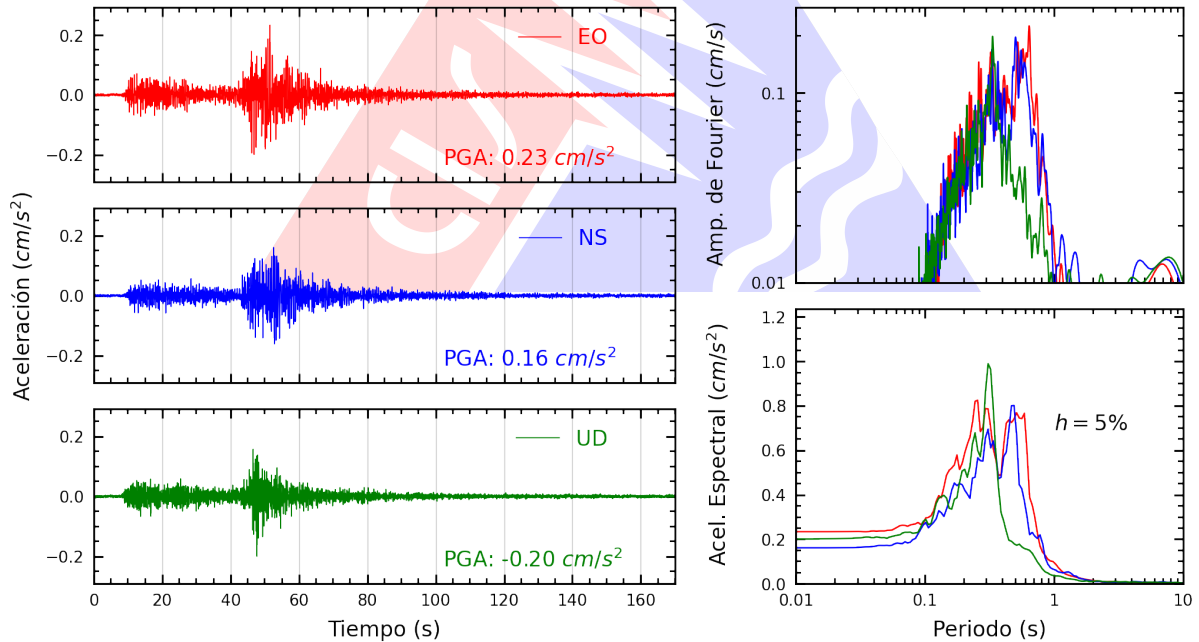 Aceleración (cm/s²)
0.2
0.0
−0.2
EO
PGA: 0.23 cm/s²
0.2
0.0
−0.2
NS
PGA: 0.16 cm/s²
0.2
0.0
−0.2
UD
PGA: -0.20 cm/s²
0 20 40 60 80 100 120 140 160
Tiempo (s)
Amp. de Fourier (cm/s)
0.1
0.01
Acel. Espectral (cm/s²)
1.2
1.0
0.8
0.6
0.4
0.2
0.0
h = 5%
0.01 0.1 1 10
Periodo (s)
CIS